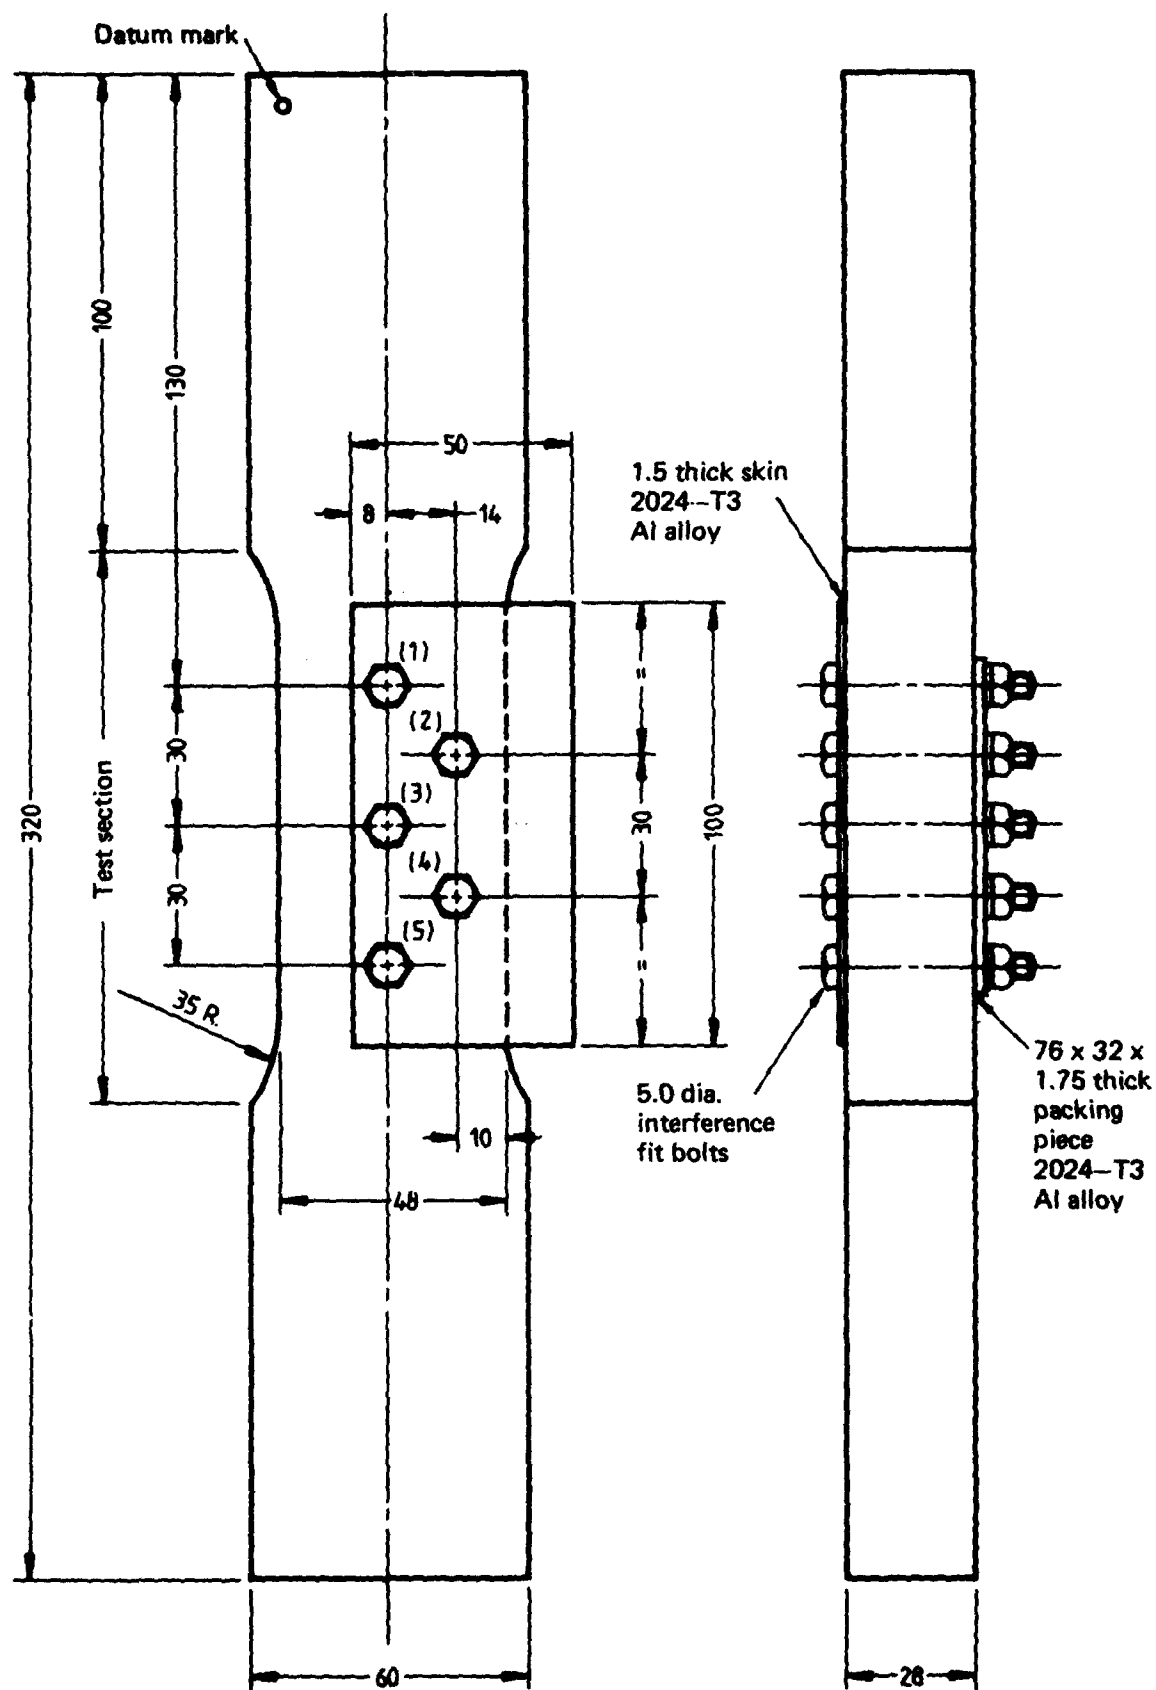 Datum mark
100
130
50
8
14
1.5 thick skin
2024–T3
Al alloy
(1)
(2)
30
(3)
320
Test section
30
100
(4)
30
(5)
=
=
35 R.
76 x 32 x
1.75 thick
packing
piece
2024–T3
Al alloy
5.0 dia.
interference
fit bolts
10
48
60
28